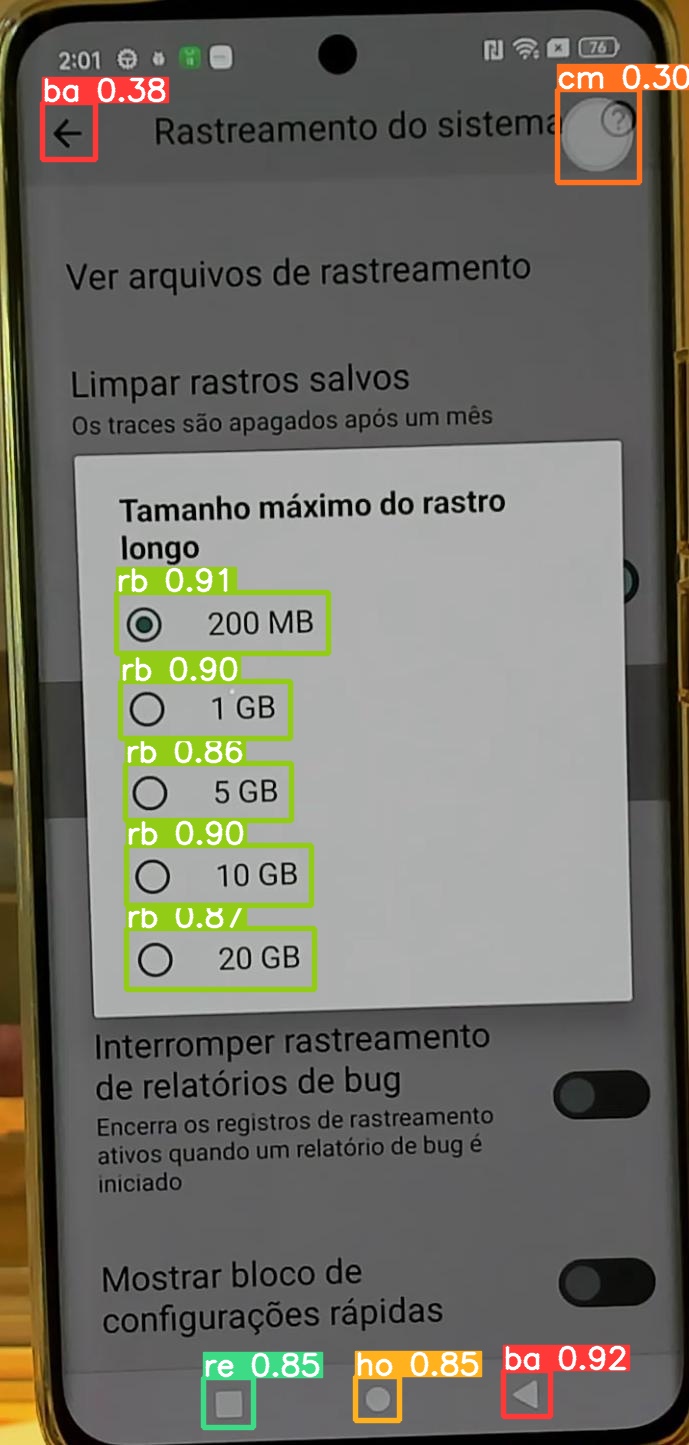 2:01
76
ba 0.38
cm 0.30
Rastreamento do sistema
?
Ver arquivos de rastreamento
Limpar rastros salvos
Os traces são apagados após um mês
Tamanho máximo do rastro
longo
rb 0.91
200 MB
rb 0.90
1 GB
rb 0.86
5 GB
rb 0.90
10 GB
rb 0.87
20 GB
Interromper rastreamento
de relatórios de bug
Encerra os registros de rastreamento
ativos quando um relatório de bug é
iniciado
Mostrar bloco de
configurações rápidas
re 0.85
ho 0.85
ba 0.92